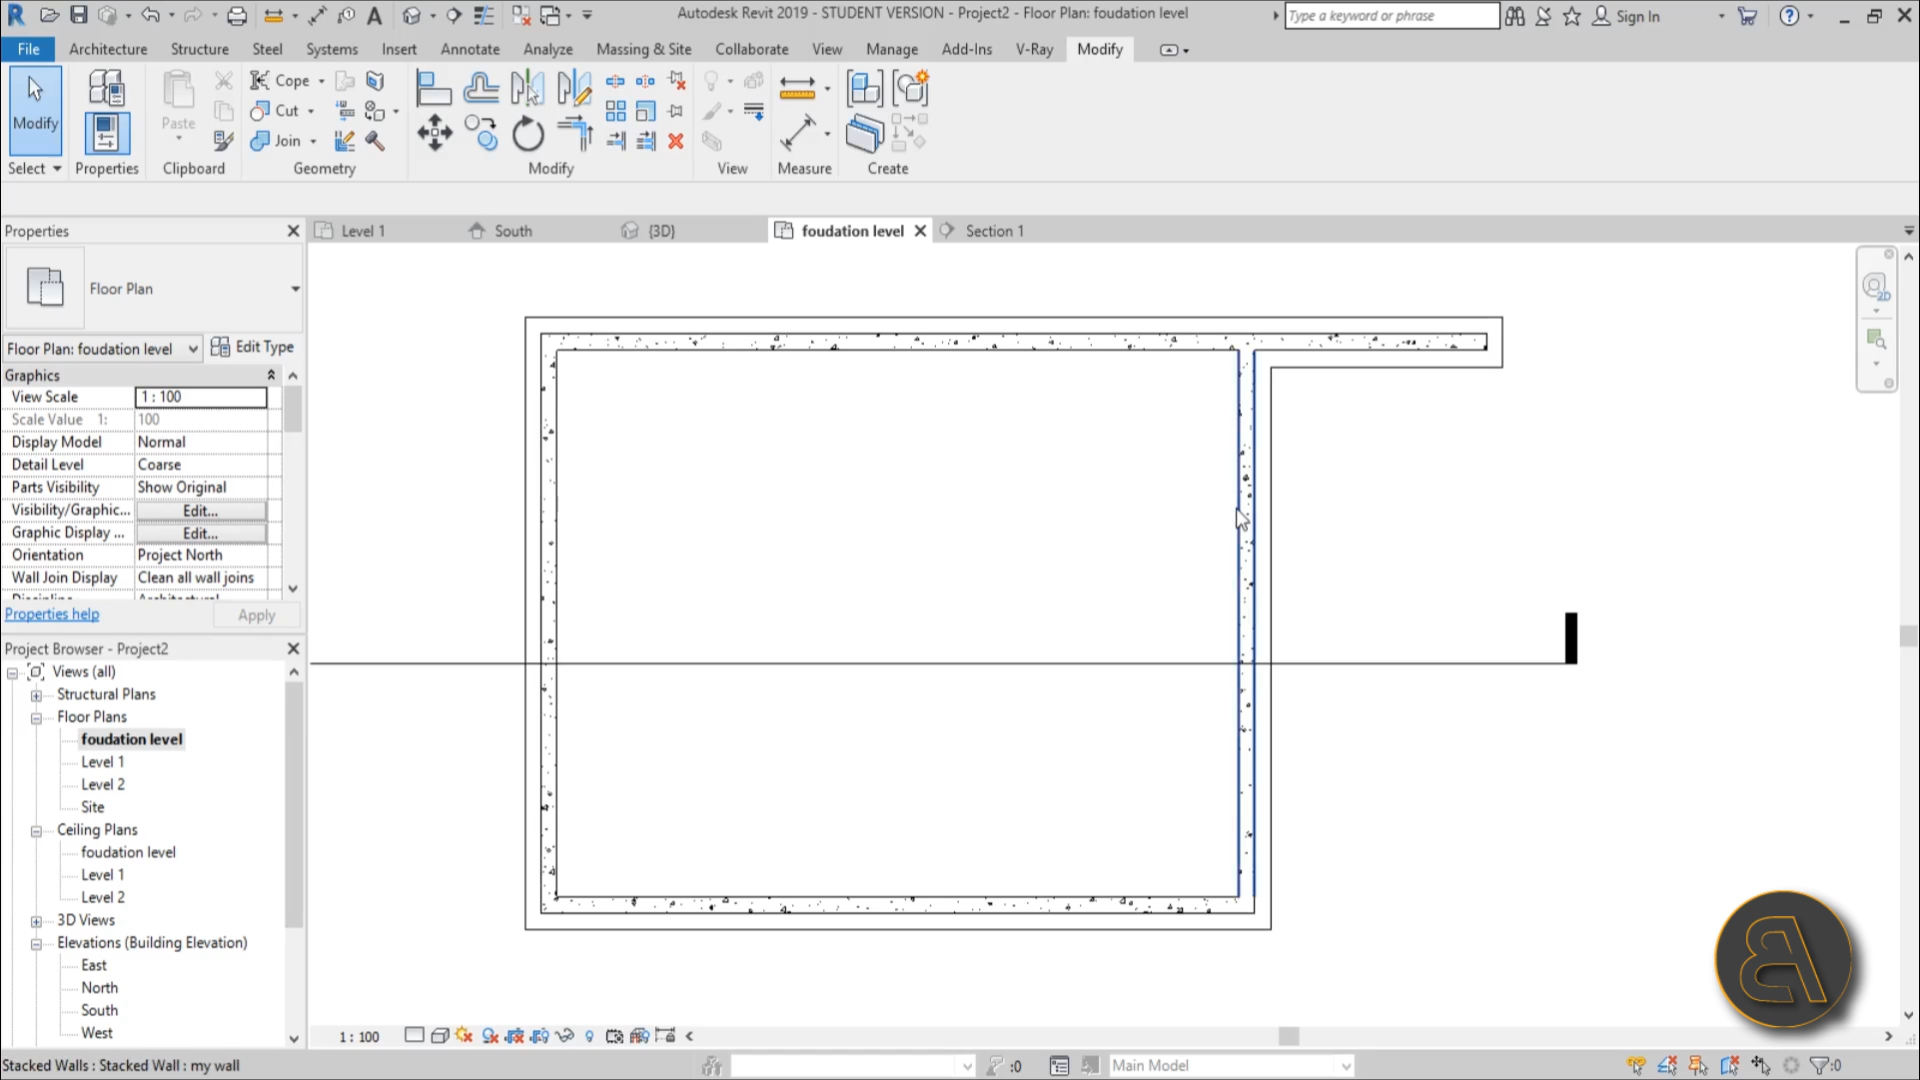 Autodesk Revit 2019 - STUDENT VERSION - Project2 - Floor Plan: foudation level
Type a keyword or phrase
Sign In
File
Architecture
Structure
Steel
Systems
Insert
Annotate
Analyze
Massing & Site
Collaborate
View
Manage
Add-Ins
V-Ray
Modify
Modify
Paste
Cope
Cut
Join
Select
Properties
Clipboard
Geometry
Modify
View
Measure
Create
Properties
Level 1
South
{3D}
foudation level
Section 1
Floor Plan
Floor Plan: foudation level
Edit Type
Graphics
View Scale
1 : 100
Scale Value 1:
100
Display Model
Normal
Detail Level
Coarse
Parts Visibility
Show Original
Visibility/Graphic...
Edit...
Graphic Display ...
Edit...
Orientation
Project North
Wall Join Display
Clean all wall joins
Properties help
Apply
Project Browser - Project2
Views (all)
Structural Plans
Floor Plans
foudation level
Level 1
Level 2
Site
Ceiling Plans
foudation level
Level 1
Level 2
3D Views
Elevations (Building Elevation)
East
North
South
West
2D
1 : 100
Stacked Walls : Stacked Wall : my wall
:0
Main Model
:0